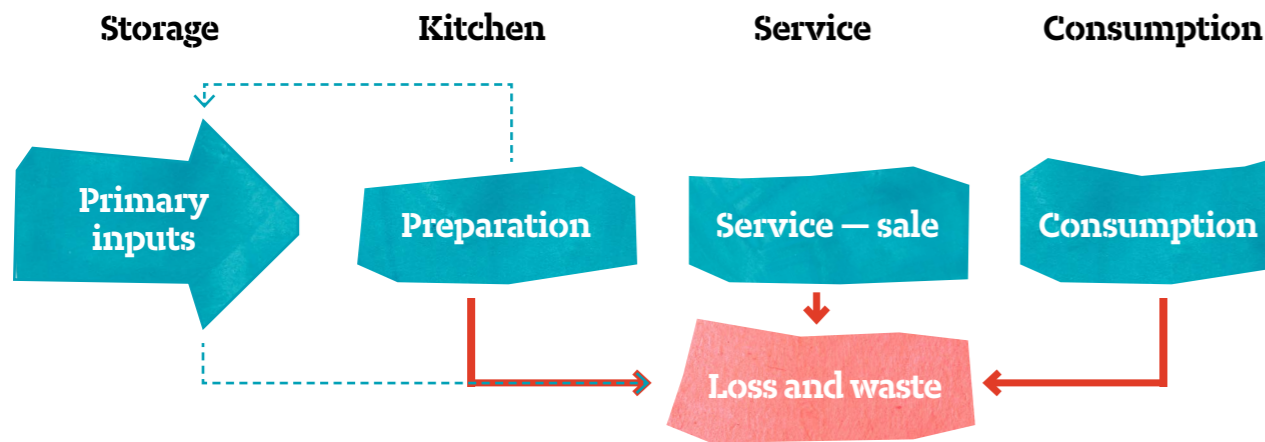 Storage
Kitchen
Service
Consumption
Primary
inputs
Preparation
Service — sale
Consumption
Loss and waste